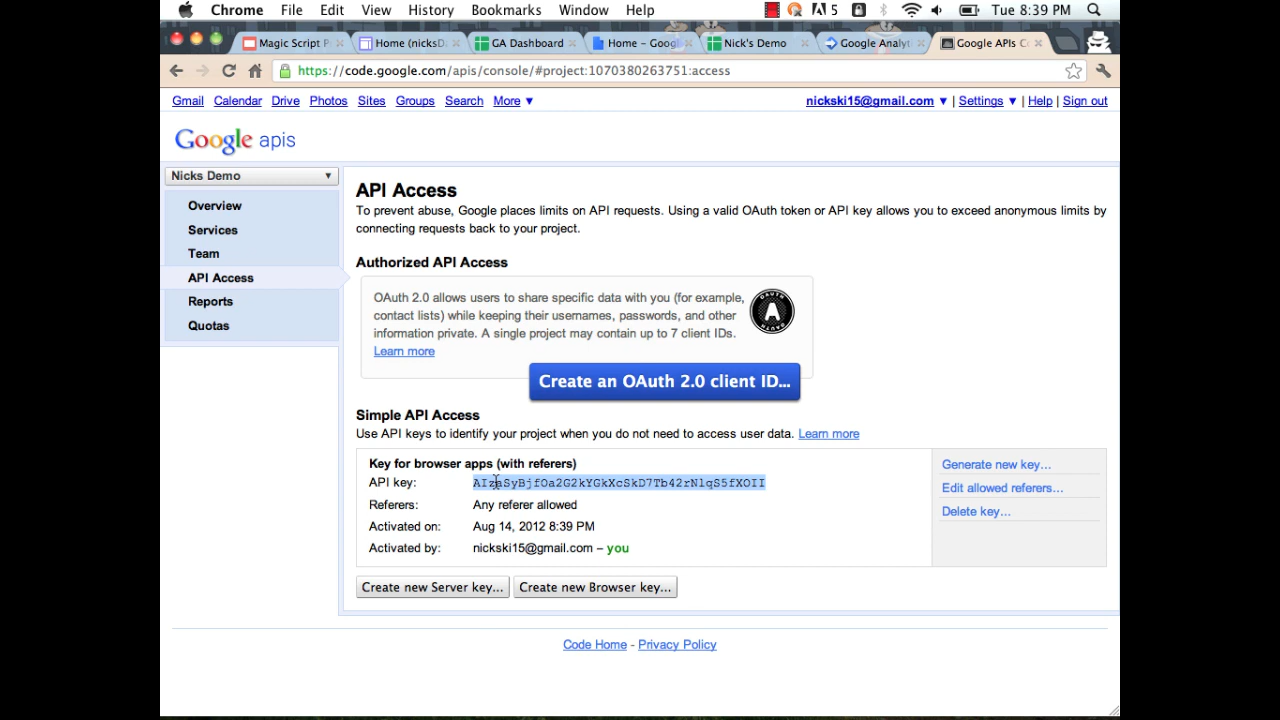 Chrome File Edit View History Bookmarks Window Help 5 Tue 8:39 PM
Magic Script P Home (nicksD GA Dashboard Home – Goog Nick's Demo Google Analyt Google APIs C
https://code.google.com/apis/console/#project:1070380263751:access
Gmail Calendar Drive Photos Sites Groups Search More ▼ nickski15@gmail.com ▼ | Settings ▼ | Help | Sign out
Google apis
Nicks Demo ▼
Overview
Services
Team
API Access
Reports
Quotas
API Access
To prevent abuse, Google places limits on API requests. Using a valid OAuth token or API key allows you to exceed anonymous limits by
connecting requests back to your project.
Authorized API Access
OAuth 2.0 allows users to share specific data with you (for example,
contact lists) while keeping their usernames, passwords, and other
information private. A single project may contain up to 7 client IDs.
Learn more
Create an OAuth 2.0 client ID...
Simple API Access
Use API keys to identify your project when you do not need to access user data. Learn more
Key for browser apps (with referers)
API key: AIzaSyBjfOa2G2kYGkXcSkD7Tb42rNlqS5fXOII
Referers: Any referer allowed
Activated on: Aug 14, 2012 8:39 PM
Activated by: nickski15@gmail.com – you
Generate new key...
Edit allowed referers...
Delete key...
Create new Server key... Create new Browser key...
Code Home - Privacy Policy